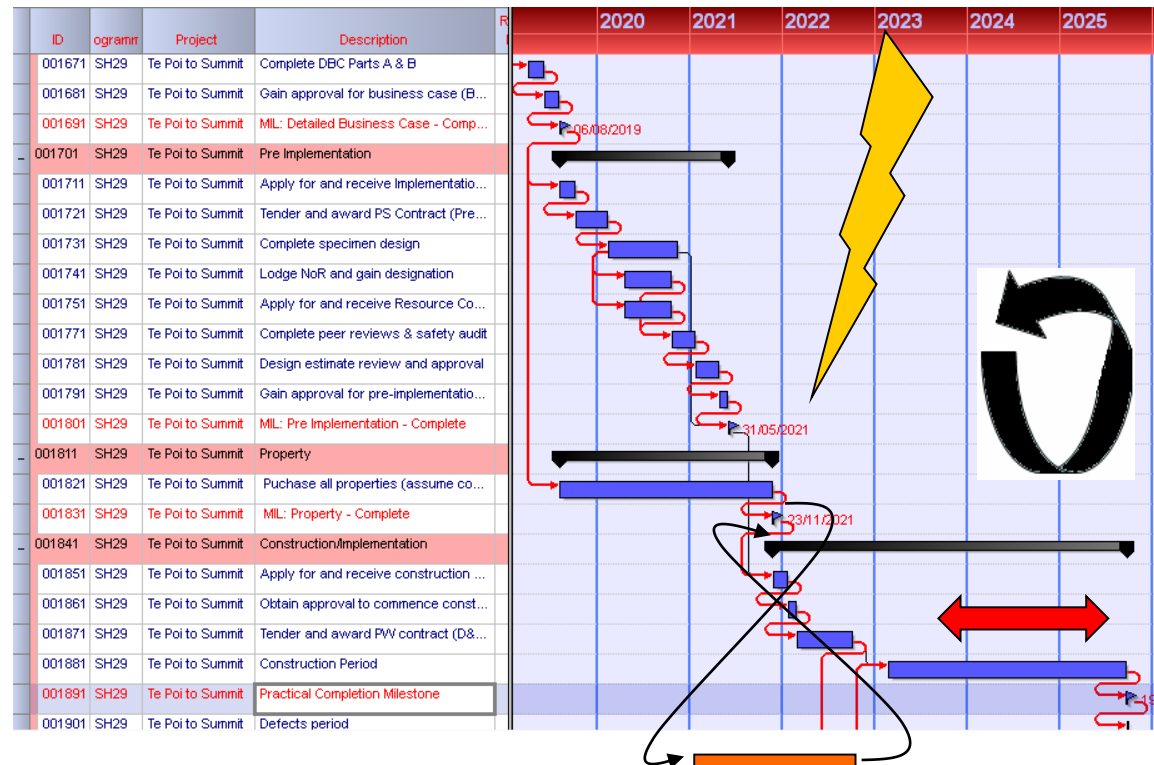 2020 2021 2022 2023 2024 2025
ID ogramm Project Description
001671 SH29 Te Poi to Summit Complete DBC Parts A & B
001681 SH29 Te Poi to Summit Gain approval for business case (B...
001691 SH29 Te Poi to Summit MIL: Detailed Business Case - Comp... 06/08/2019
001701 SH29 Te Poi to Summit Pre Implementation
001711 SH29 Te Poi to Summit Apply for and receive Implementatio...
001721 SH29 Te Poi to Summit Tender and award PS Contract (Pre...
001731 SH29 Te Poi to Summit Complete specimen design
001741 SH29 Te Poi to Summit Lodge NoR and gain designation
001751 SH29 Te Poi to Summit Apply for and receive Resource Co...
001771 SH29 Te Poi to Summit Complete peer reviews & safety audit
001781 SH29 Te Poi to Summit Design estimate review and approval
001791 SH29 Te Poi to Summit Gain approval for pre-implementatio...
001801 SH29 Te Poi to Summit MIL: Pre Implementation - Complete 31/05/2021
001811 SH29 Te Poi to Summit Property
001821 SH29 Te Poi to Summit Puchase all properties (assume co...
001831 SH29 Te Poi to Summit MIL: Property - Complete 23/11/2021
001841 SH29 Te Poi to Summit Construction/Implementation
001851 SH29 Te Poi to Summit Apply for and receive construction ...
001861 SH29 Te Poi to Summit Obtain approval to commence const...
001871 SH29 Te Poi to Summit Tender and award PW contract (D&...
001881 SH29 Te Poi to Summit Construction Period
001891 SH29 Te Poi to Summit Practical Completion Milestone 19
001901 SH29 Te Poi to Summit Defects period